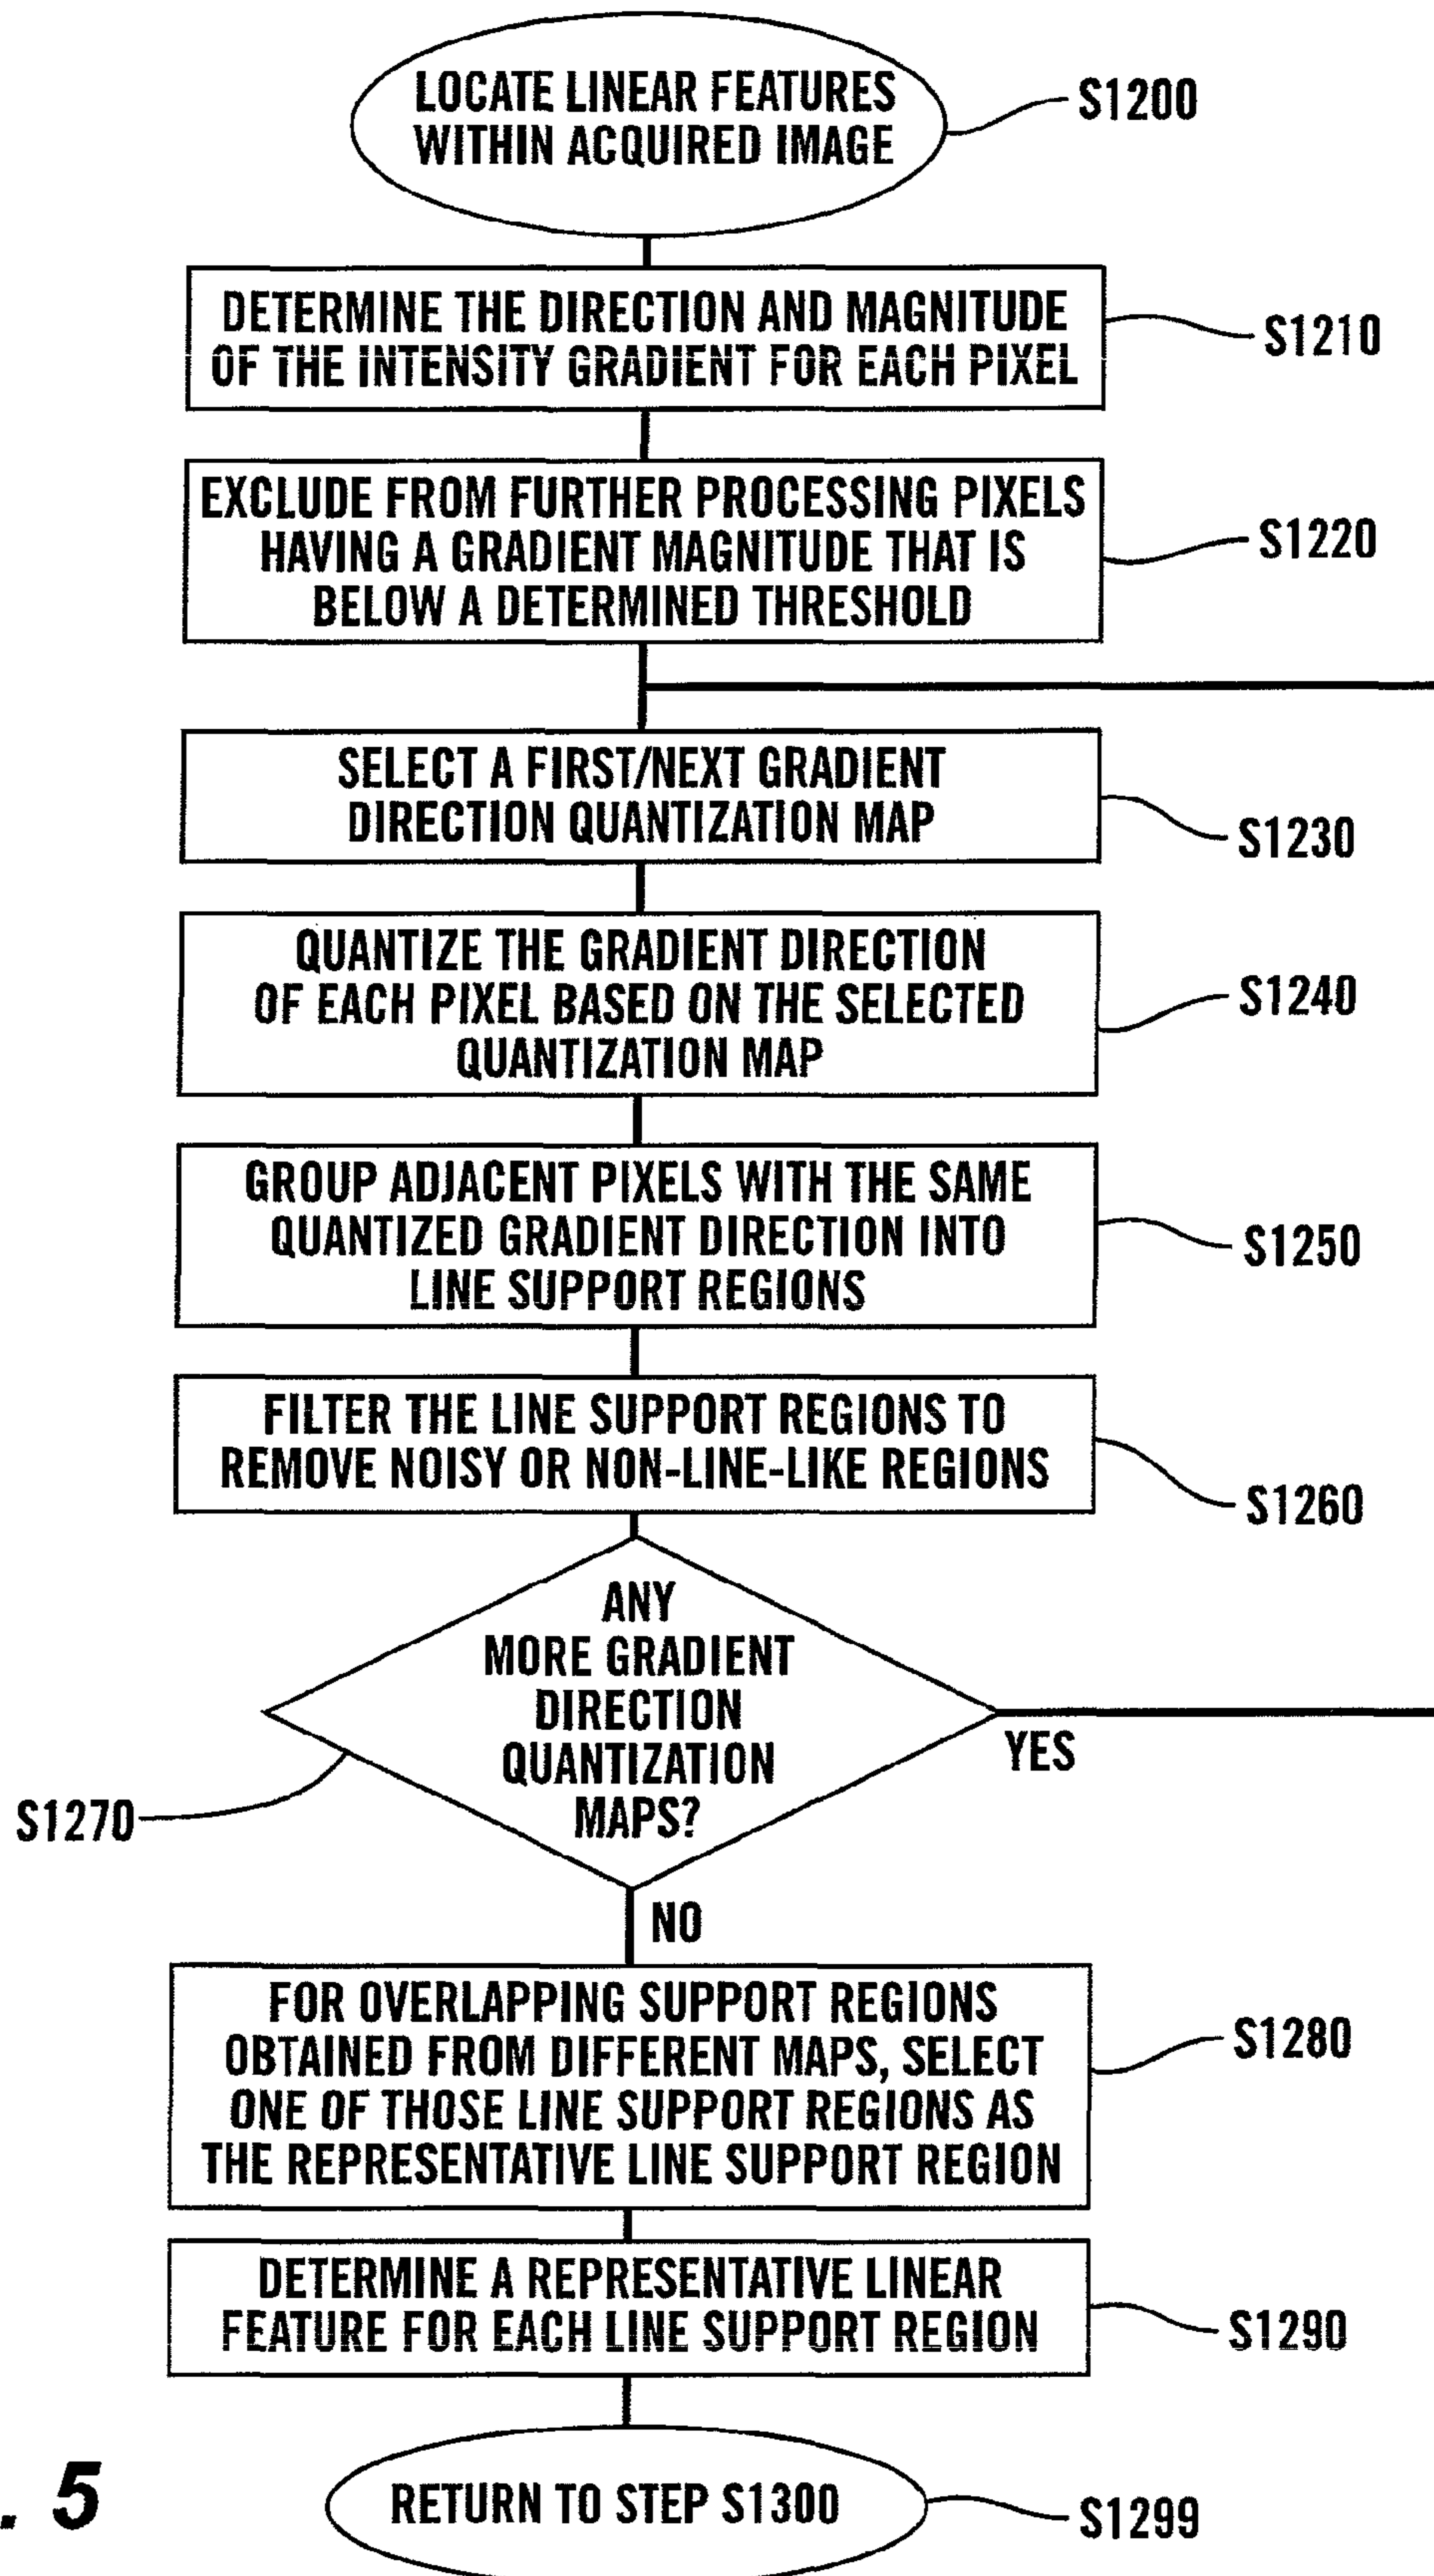 LOCATE LINEAR FEATURES
WITHIN ACQUIRED IMAGE
S1200
DETERMINE THE DIRECTION AND MAGNITUDE
OF THE INTENSITY GRADIENT FOR EACH PIXEL
S1210
EXCLUDE FROM FURTHER PROCESSING PIXELS
HAVING A GRADIENT MAGNITUDE THAT IS
BELOW A DETERMINED THRESHOLD
S1220
SELECT A FIRST/NEXT GRADIENT
DIRECTION QUANTIZATION MAP
S1230
QUANTIZE THE GRADIENT DIRECTION
OF EACH PIXEL BASED ON THE SELECTED
QUANTIZATION MAP
S1240
GROUP ADJACENT PIXELS WITH THE SAME
QUANTIZED GRADIENT DIRECTION INTO
LINE SUPPORT REGIONS
S1250
FILTER THE LINE SUPPORT REGIONS TO
REMOVE NOISY OR NON-LINE-LIKE REGIONS
S1260
ANY
MORE GRADIENT
DIRECTION
QUANTIZATION
MAPS?
YES
S1270
NO
FOR OVERLAPPING SUPPORT REGIONS
OBTAINED FROM DIFFERENT MAPS, SELECT
ONE OF THOSE LINE SUPPORT REGIONS AS
THE REPRESENTATIVE LINE SUPPORT REGION
S1280
DETERMINE A REPRESENTATIVE LINEAR
FEATURE FOR EACH LINE SUPPORT REGION
S1290
RETURN TO STEP S1300
S1299
. 5